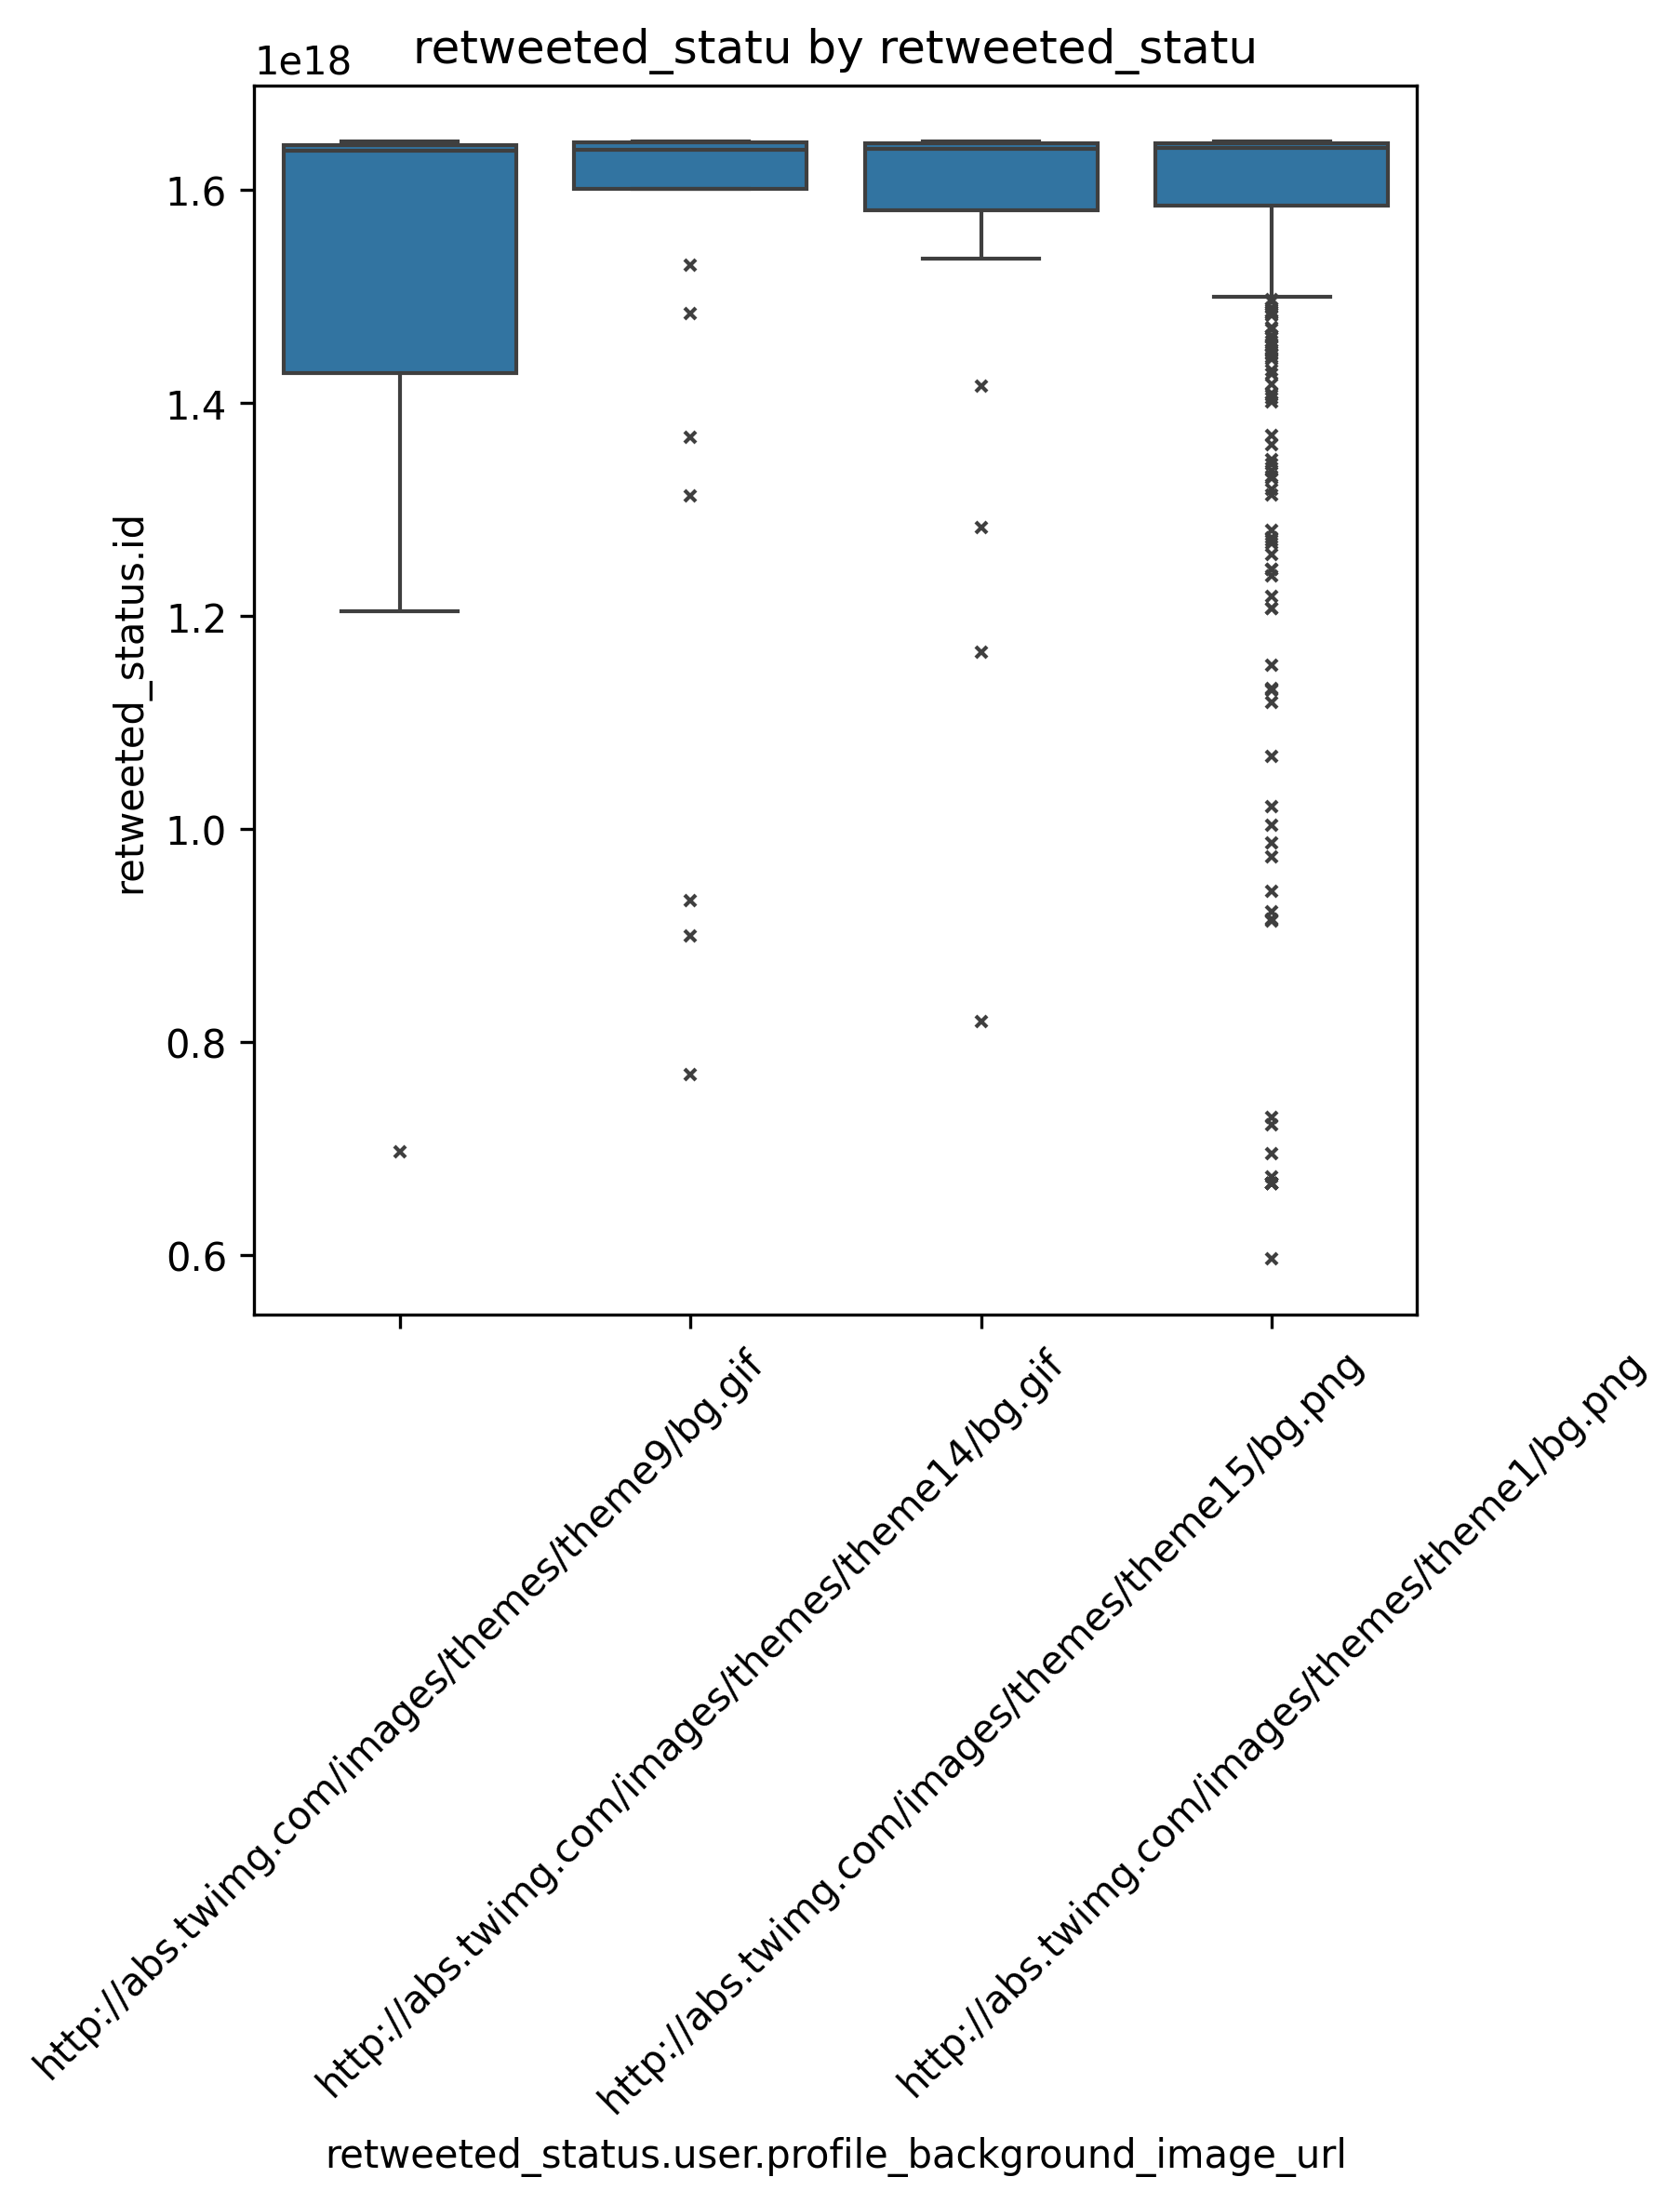 retweeted_statu by retweeted_statu
1e18
1.6
1.4
1.2
1.0
0.8
0.6
retweeted_status.id
http://abs.twimg.com/images/themes/theme9/bg.gif
http://abs.twimg.com/images/themes/theme14/bg.gif
http://abs.twimg.com/images/themes/theme15/bg.png
http://abs.twimg.com/images/themes/theme1/bg.png
retweeted_status.user.profile_background_image_url